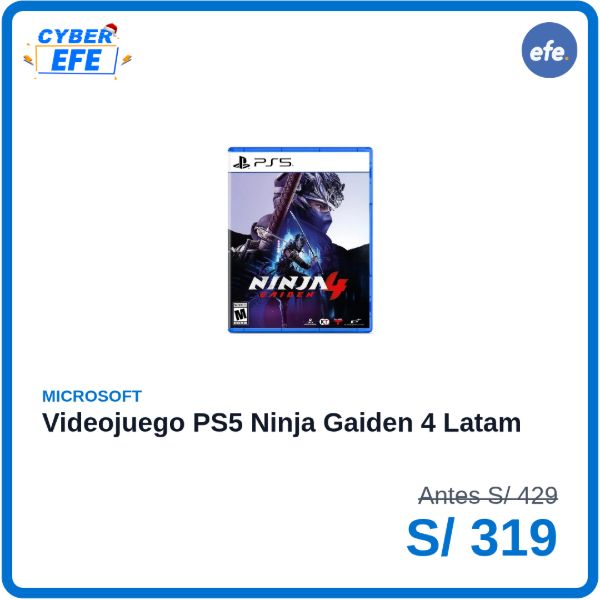 CYBER
EFE
efe.
PS5
NINJA 4
GAIDEN
M
MICROSOFT
Videojuego PS5 Ninja Gaiden 4 Latam
Antes S/ 429
S/ 319